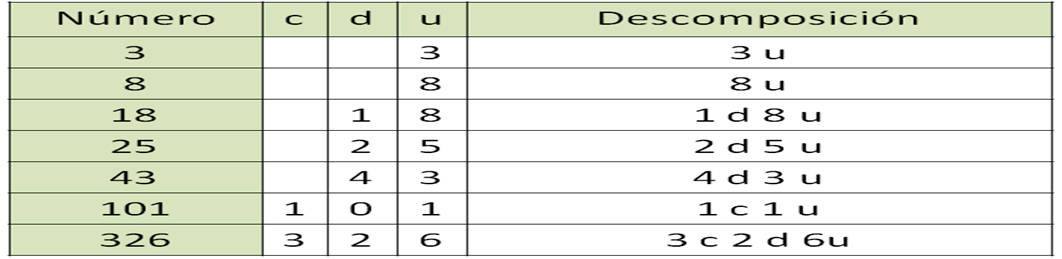 Número c d u Descomposición
3 3 3 u
8 8 8 u
18 1 8 1 d 8 u
25 2 5 2 d 5 u
43 4 3 4 d 3 u
101 1 0 1 1 c 1 u
326 3 2 6 3 c 2 d 6u